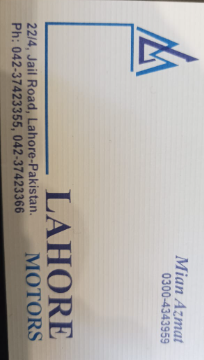 Mian Azmat
0300-4343959
LAHORE
MOTORS
22/4, Jail Road, Lahore-Pakistan.
Ph: 042-37423355, 042-37423366